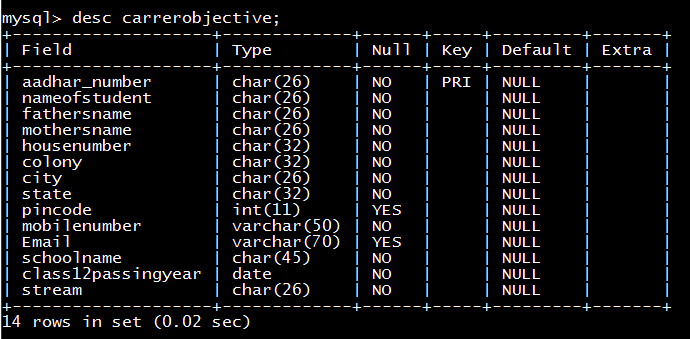 mysql> desc carrerobjective;
+--------------------+-------------+------+-----+---------+-------+
| Field              | Type        | Null | Key | Default | Extra |
+--------------------+-------------+------+-----+---------+-------+
| aadhar_number      | char(26)    | NO   | PRI | NULL    |       |
| nameofstudent      | char(26)    | NO   |     | NULL    |       |
| fathersname        | char(26)    | NO   |     | NULL    |       |
| mothersname        | char(26)    | NO   |     | NULL    |       |
| housenumber        | char(32)    | NO   |     | NULL    |       |
| colony             | char(32)    | NO   |     | NULL    |       |
| city               | char(26)    | NO   |     | NULL    |       |
| state              | char(32)    | NO   |     | NULL    |       |
| pincode            | int(11)     | YES  |     | NULL    |       |
| mobilenumber       | varchar(50) | NO   |     | NULL    |       |
| Email              | varchar(70) | YES  |     | NULL    |       |
| schoolname         | char(45)    | NO   |     | NULL    |       |
| class12passingyear | date        | NO   |     | NULL    |       |
| stream             | char(26)    | NO   |     | NULL    |       |
+--------------------+-------------+------+-----+---------+-------+
14 rows in set (0.02 sec)